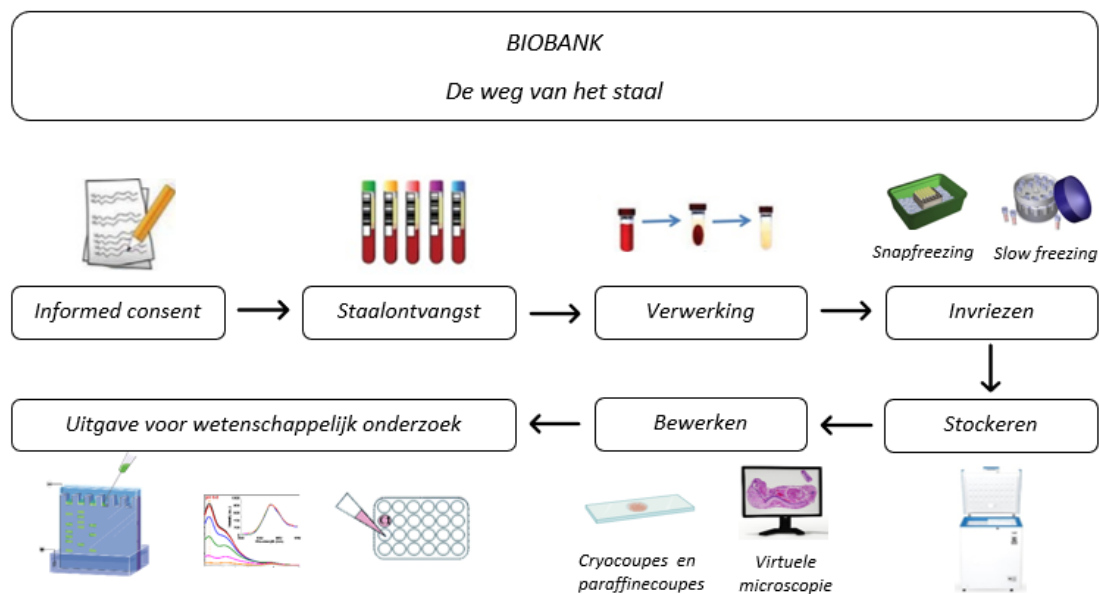 BIOBANK
De weg van het staal
Snapfreezing
Slow freezing
Informed consent
Staalontvangst
Verwerking
Invriezen
Uitgave voor wetenschappelijk onderzoek
Bewerken
Stockeren
Cryocoupes en
paraffinecoupes
Virtuele
microscopie